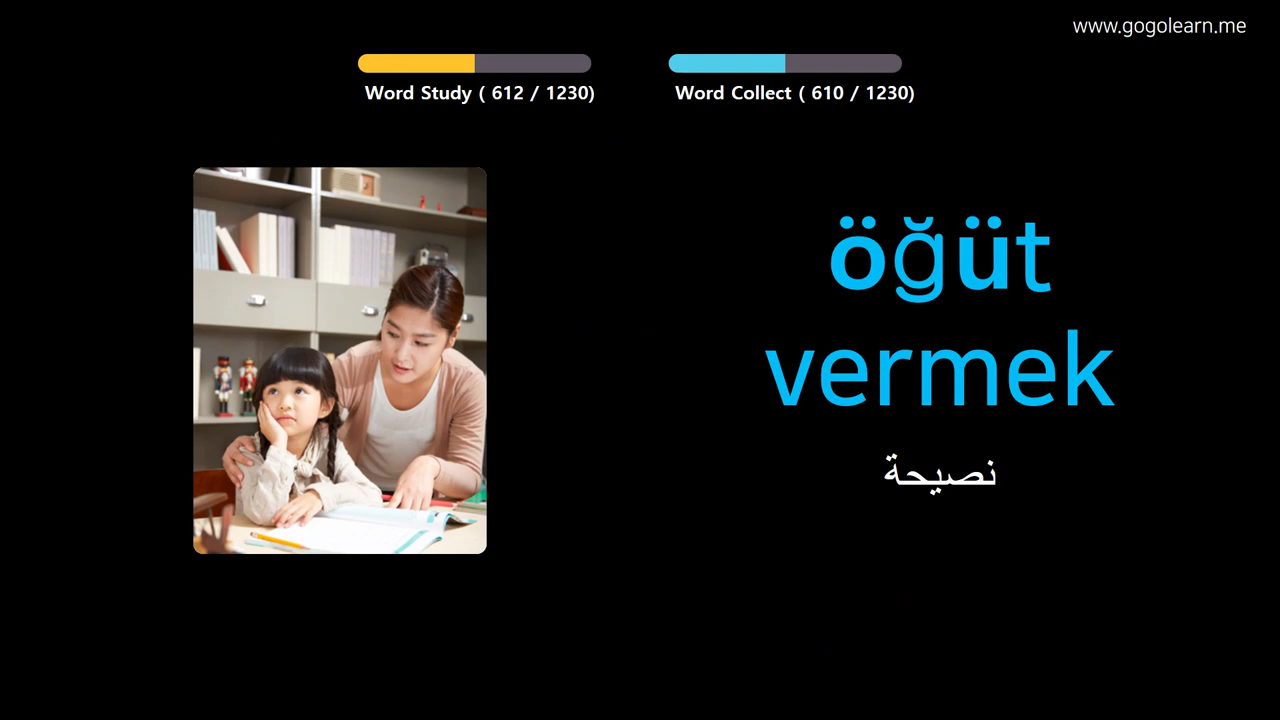 www.gogolearn.me
Word Study ( 612 / 1230)
Word Collect ( 610 / 1230)
öğüt
vermek
نصيحة